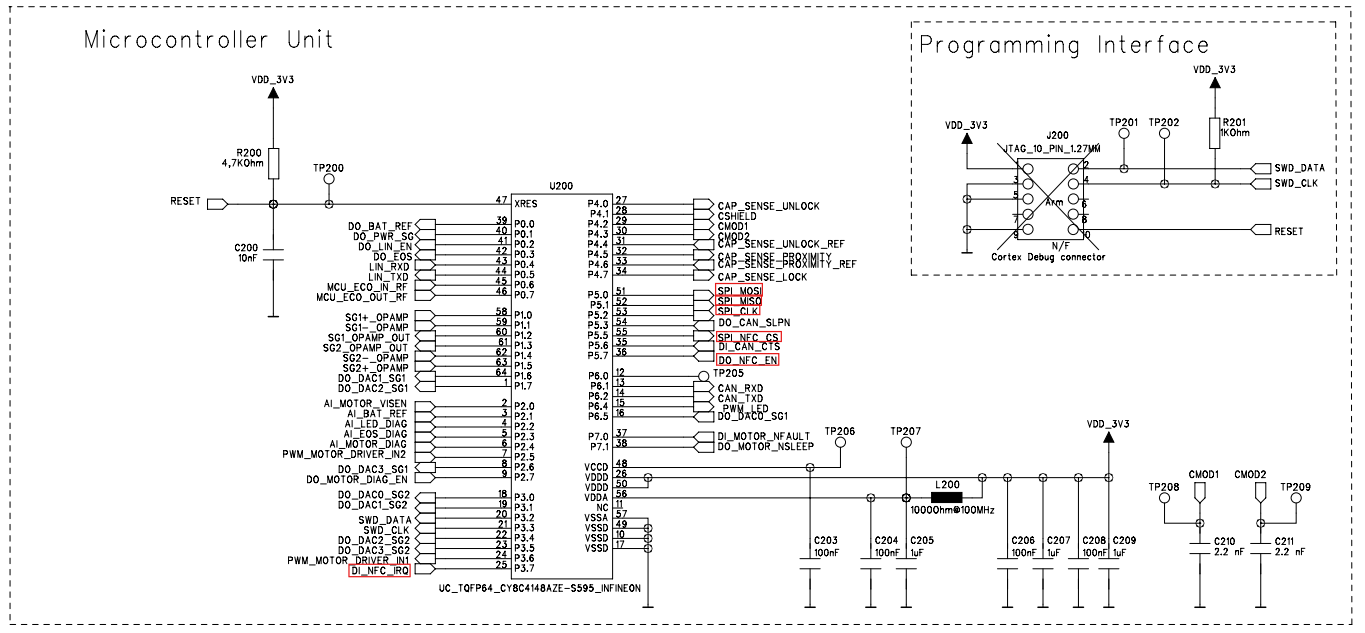 Microcontroller Unit
Programming Interface
VDD_3V3
R200
4,7KOhm
TP200
RESET
C200
10nF
U200
47 XRES
DO_BAT_REF 39 P0.0
DO_PWR_SG 40 P0.1
DO_LIN_EN 41 P0.2
DO_EOS 42 P0.3
LIN_RXD 43 P0.4
LIN_TXD 44 P0.5
MCU_ECO_IN_RF 45 P0.6
MCU_ECO_OUT_RF 46 P0.7
SG1+_OPAMP 58 P1.0
SG1-_OPAMP 59 P1.1
SG1_OPAMP_OUT 60 P1.2
SG2_OPAMP_OUT 61 P1.3
SG2-_OPAMP 62 P1.4
SG2+_OPAMP 63 P1.5
DO_DAC1_SG1 64 P1.6
DO_DAC2_SG1 1 P1.7
AI_MOTOR_VISEN 2 P2.0
AI_BAT_REF 3 P2.1
AI_LED_DIAG 4 P2.2
AI_EOS_DIAG 5 P2.3
AI_MOTOR_DIAG 6 P2.4
PWM_MOTOR_DRIVER_IN2 7 P2.5
DO_DAC3_SG1 8 P2.6
DO_MOTOR_DIAG_EN 9 P2.7
DO_DAC0_SG2 18 P3.0
DO_DAC1_SG2 19 P3.1
SWD_DATA 20 P3.2
SWD_CLK 21 P3.3
DO_DAC2_SG2 22 P3.4
DO_DAC3_SG2 23 P3.5
PWM_MOTOR_DRIVER_IN1 24 P3.6
DI_NFC_IRQ 25 P3.7
P4.0 27 CAP_SENSE_UNLOCK
P4.1 28 CSHIELD
P4.2 29 CMOD1
P4.3 30 CMOD2
P4.4 31 CAP_SENSE_UNLOCK_REF
P4.5 32 CAP_SENSE_PROXIMITY
P4.6 33 CAP_SENSE_PROXIMITY_REF
P4.7 34 CAP_SENSE_LOCK
P5.0 51 SPI_MOSI
P5.1 52 SPI_MISO
P5.2 53 SPI_CLK
P5.3 54 DO_CAN_SLPN
P5.5 55 SPI_NFC_CS
P5.6 35 DI_CAN_CTS
P5.7 36 DO_NFC_EN
P6.0 12 TP205
P6.1 13 CAN_RXD
P6.2 14 CAN_TXD
P6.4 15 PWM_LED
P6.5 16 DO_DAC0_SG1
P7.0 37 DI_MOTOR_NFAULT
P7.1 38 DO_MOTOR_NSLEEP
VCCD 48
VDDD 26
VDDD 50
VDDA 56
NC 11
VSSA 57
VSSD 49
VSSD 10
VSSD 17
UC_TQFP64_CY8C4148AZE-S595_INFINEON
TP206
TP207
VDD_3V3
L200
1000Ohm@100MHz
C203
100nF
C204
100nF
C205
1uF
C206
100nF
C207
1uF
C208
100nF
C209
1uF
CMOD1
CMOD2
TP208
TP209
C210
2.2 nF
C211
2.2 nF
VDD_3V3
VDD_3V3
TP201
TP202
R201
1KOhm
J200
JTAG_10_PIN_1.27MM
2
3 4
5 6
7 8
9 0
Arm
N/F
Cortex Debug connector
SWD_DATA
SWD_CLK
RESET